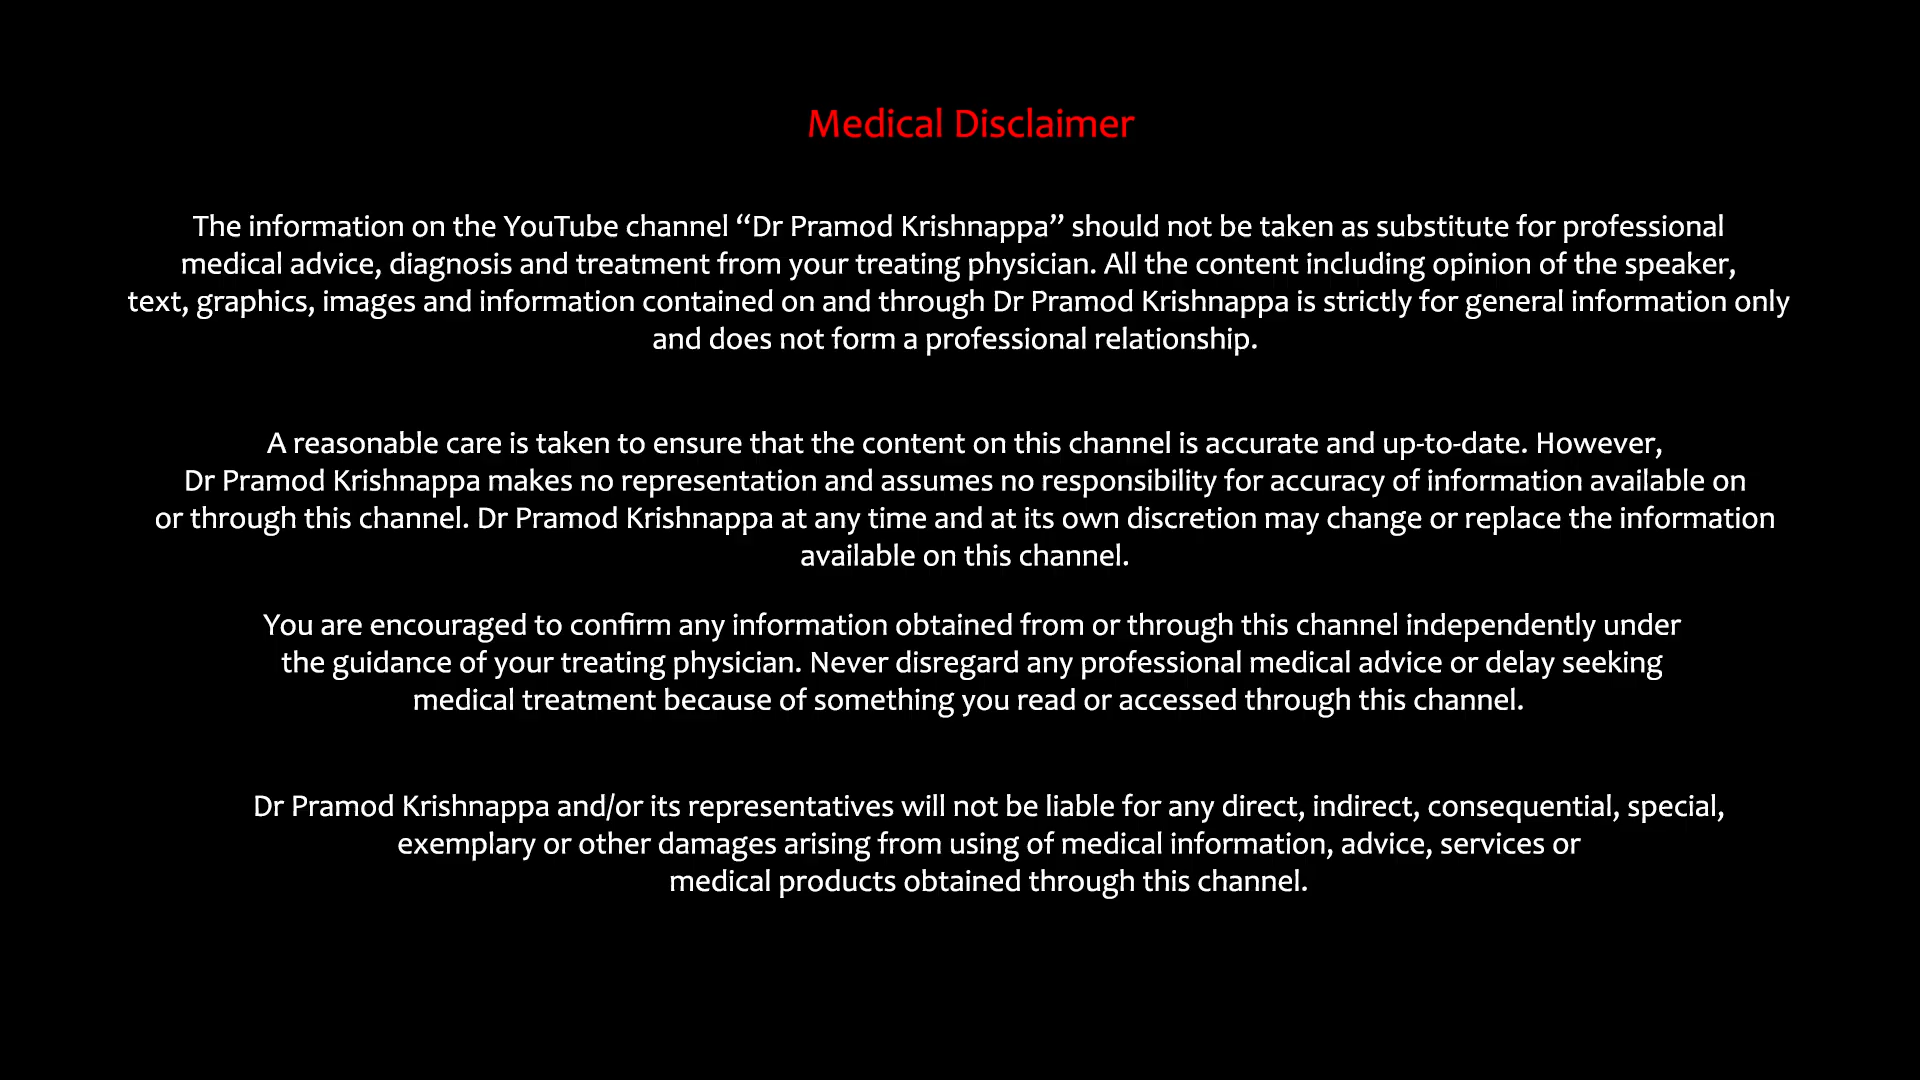 Medical Disclaimer
The information on the YouTube channel “Dr Pramod Krishnappa” should not be taken as substitute for professional
medical advice, diagnosis and treatment from your treating physician. All the content including opinion of the speaker,
text, graphics, images and information contained on and through Dr Pramod Krishnappa is strictly for general information only
and does not form a professional relationship.
A reasonable care is taken to ensure that the content on this channel is accurate and up-to-date. However,
Dr Pramod Krishnappa makes no representation and assumes no responsibility for accuracy of information available on
or through this channel. Dr Pramod Krishnappa at any time and at its own discretion may change or replace the information
available on this channel.
You are encouraged to confirm any information obtained from or through this channel independently under
the guidance of your treating physician. Never disregard any professional medical advice or delay seeking
medical treatment because of something you read or accessed through this channel.
Dr Pramod Krishnappa and/or its representatives will not be liable for any direct, indirect, consequential, special,
exemplary or other damages arising from using of medical information, advice, services or
medical products obtained through this channel.